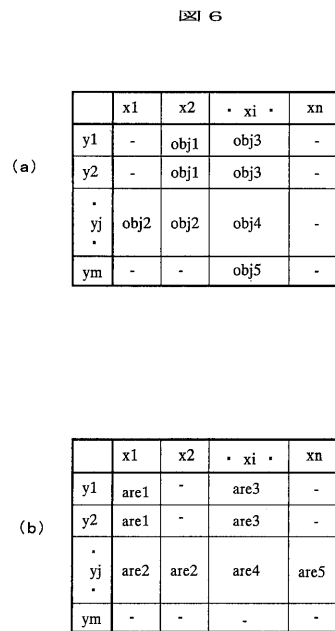 図 6
(a)
x1 x2 · xi · xn
y1 - obj1 obj3 -
y2 - obj1 obj3 -
·
yj obj2 obj2 obj4 -
·
ym - - obj5 -
(b)
x1 x2 · xi · xn
y1 are1 - are3 -
y2 are1 - are3 -
·
yj are2 are2 are4 are5
·
ym - - - -